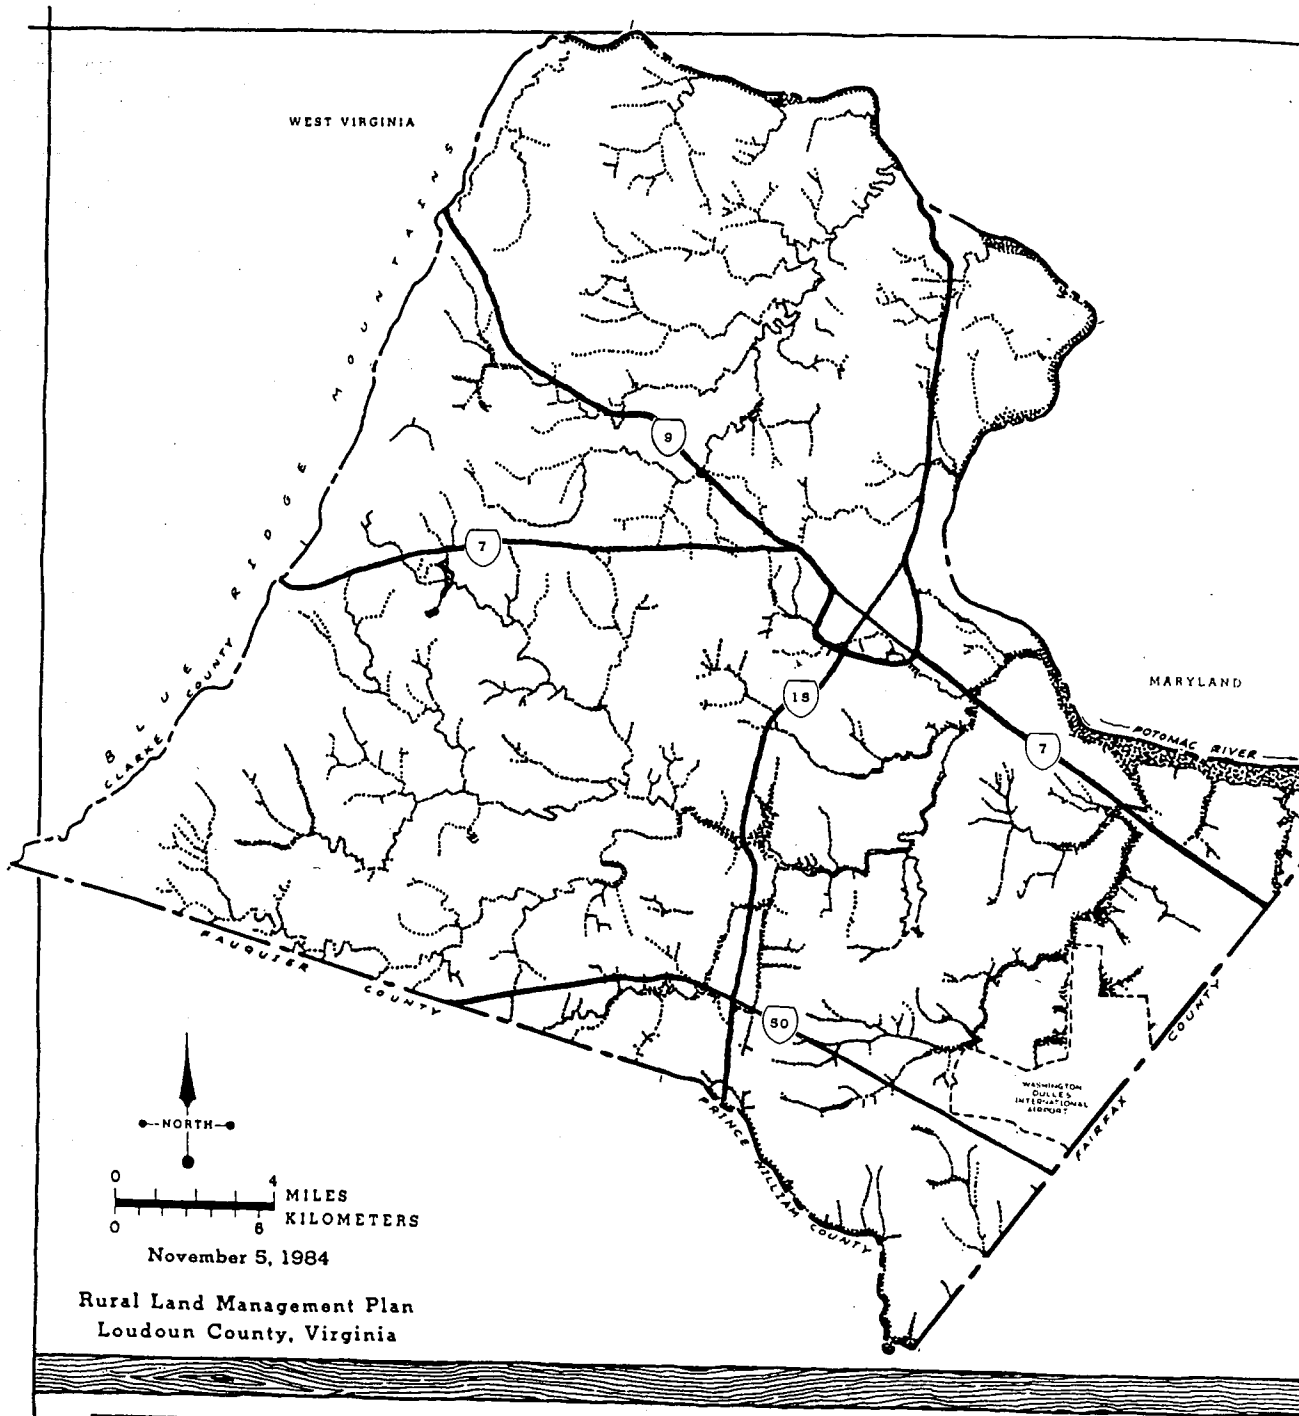 WEST VIRGINIA
BLUE RIDGE MOUNTAINS
9
7
CLARKE COUNTY
15
MARYLAND
POTOMAC RIVER
7
FAUQUIER COUNTY
50
WASHINGTON
DULLES
INTERNATIONAL
AIRPORT
FAIRFAX COUNTY
PRINCE WILLIAM COUNTY
NORTH
0 4 MILES
0 6 KILOMETERS
November 5, 1984
Rural Land Management Plan
Loudoun County, Virginia